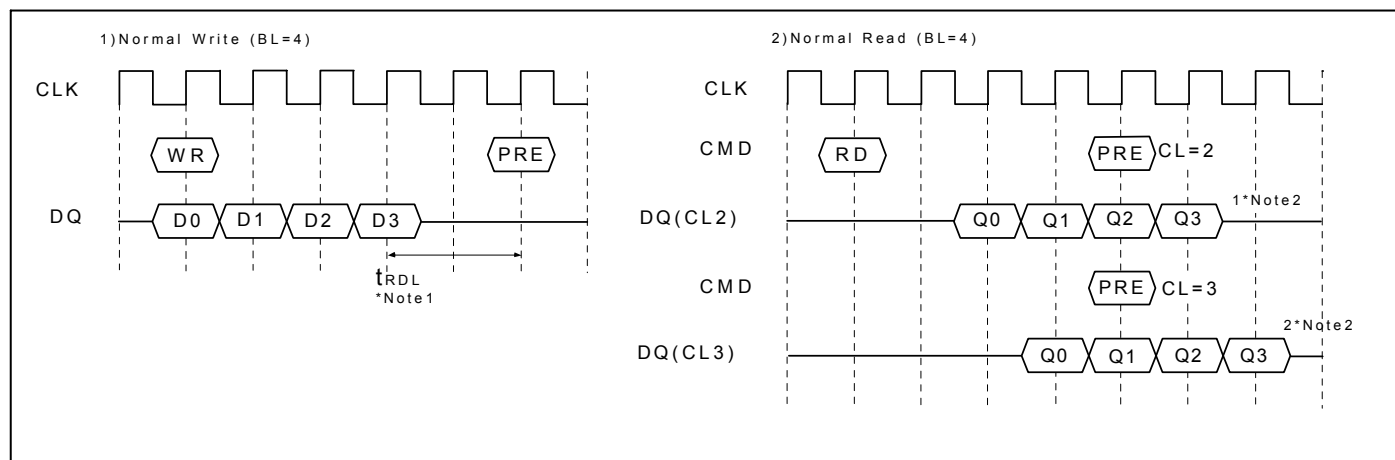 1)Normal Write (BL=4)
CLK
WR
PRE
DQ
D0
D1
D2
D3
tRDL
*Note1
2)Normal Read (BL=4)
CLK
CMD
RD
PRE
CL=2
DQ(CL2)
Q0
Q1
Q2
Q3
1*Note2
CMD
PRE
CL=3
DQ(CL3)
Q0
Q1
Q2
Q3
2*Note2